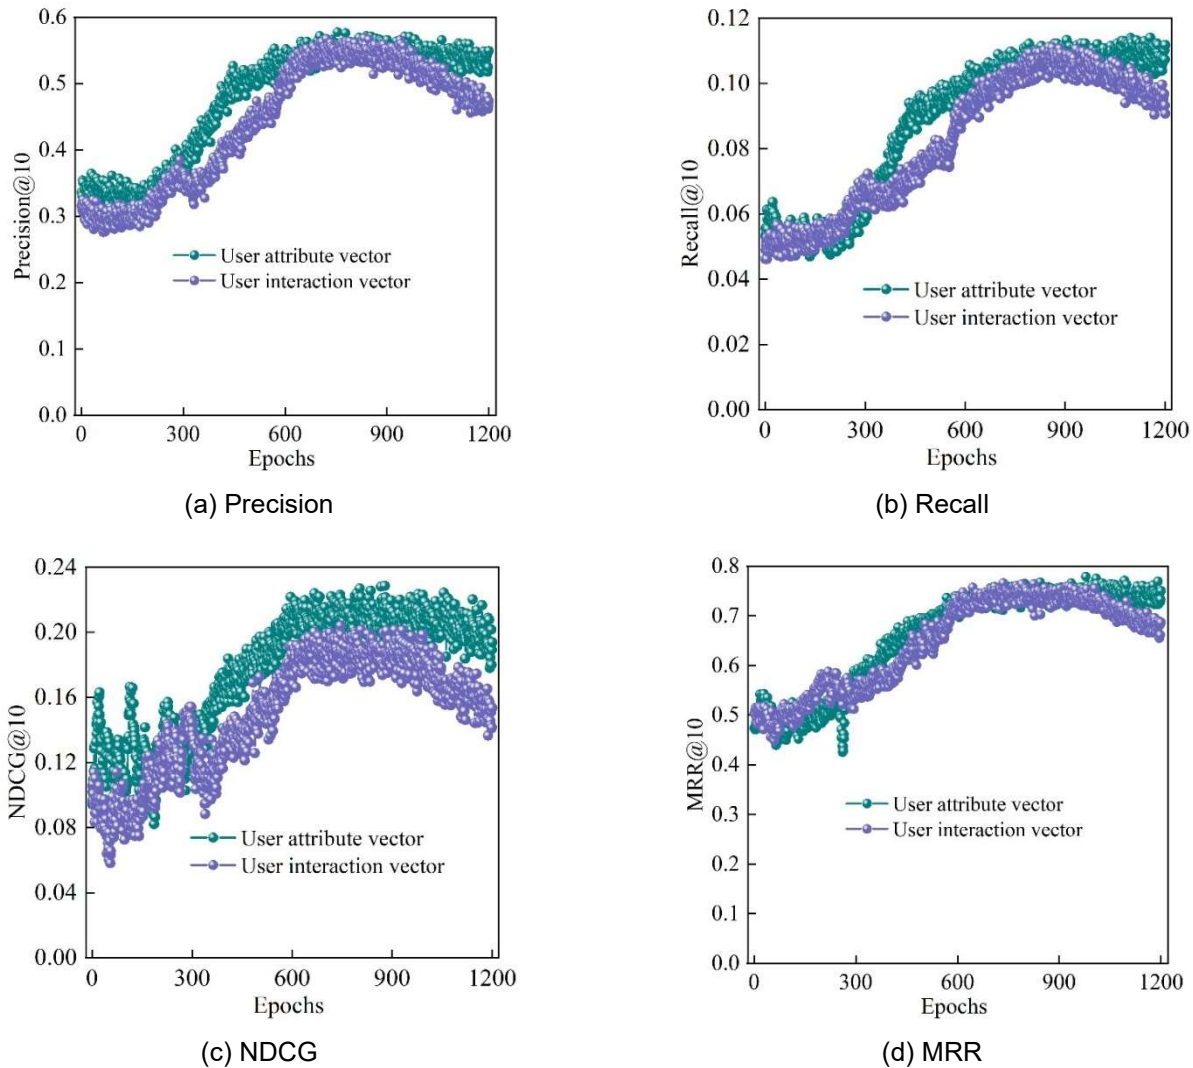 0.6
0.5
0.4
0.3
0.2
0.1
0.0
Precision@10
User attribute vector
User interaction vector
0 300 600 900 1200
Epochs
(a) Precision
0.12
0.10
0.08
0.06
0.04
0.02
0.00
Recall@10
User attribute vector
User interaction vector
0 300 600 900 1200
Epochs
(b) Recall
0.24
0.20
0.16
0.12
0.08
0.04
0.00
NDCG@10
User attribute vector
User interaction vector
0 300 600 900 1200
Epochs
(c) NDCG
0.8
0.7
0.6
0.5
0.4
0.3
0.2
0.1
0.0
MRR@10
User attribute vector
User interaction vector
0 300 600 900 1200
Epochs
(d) MRR